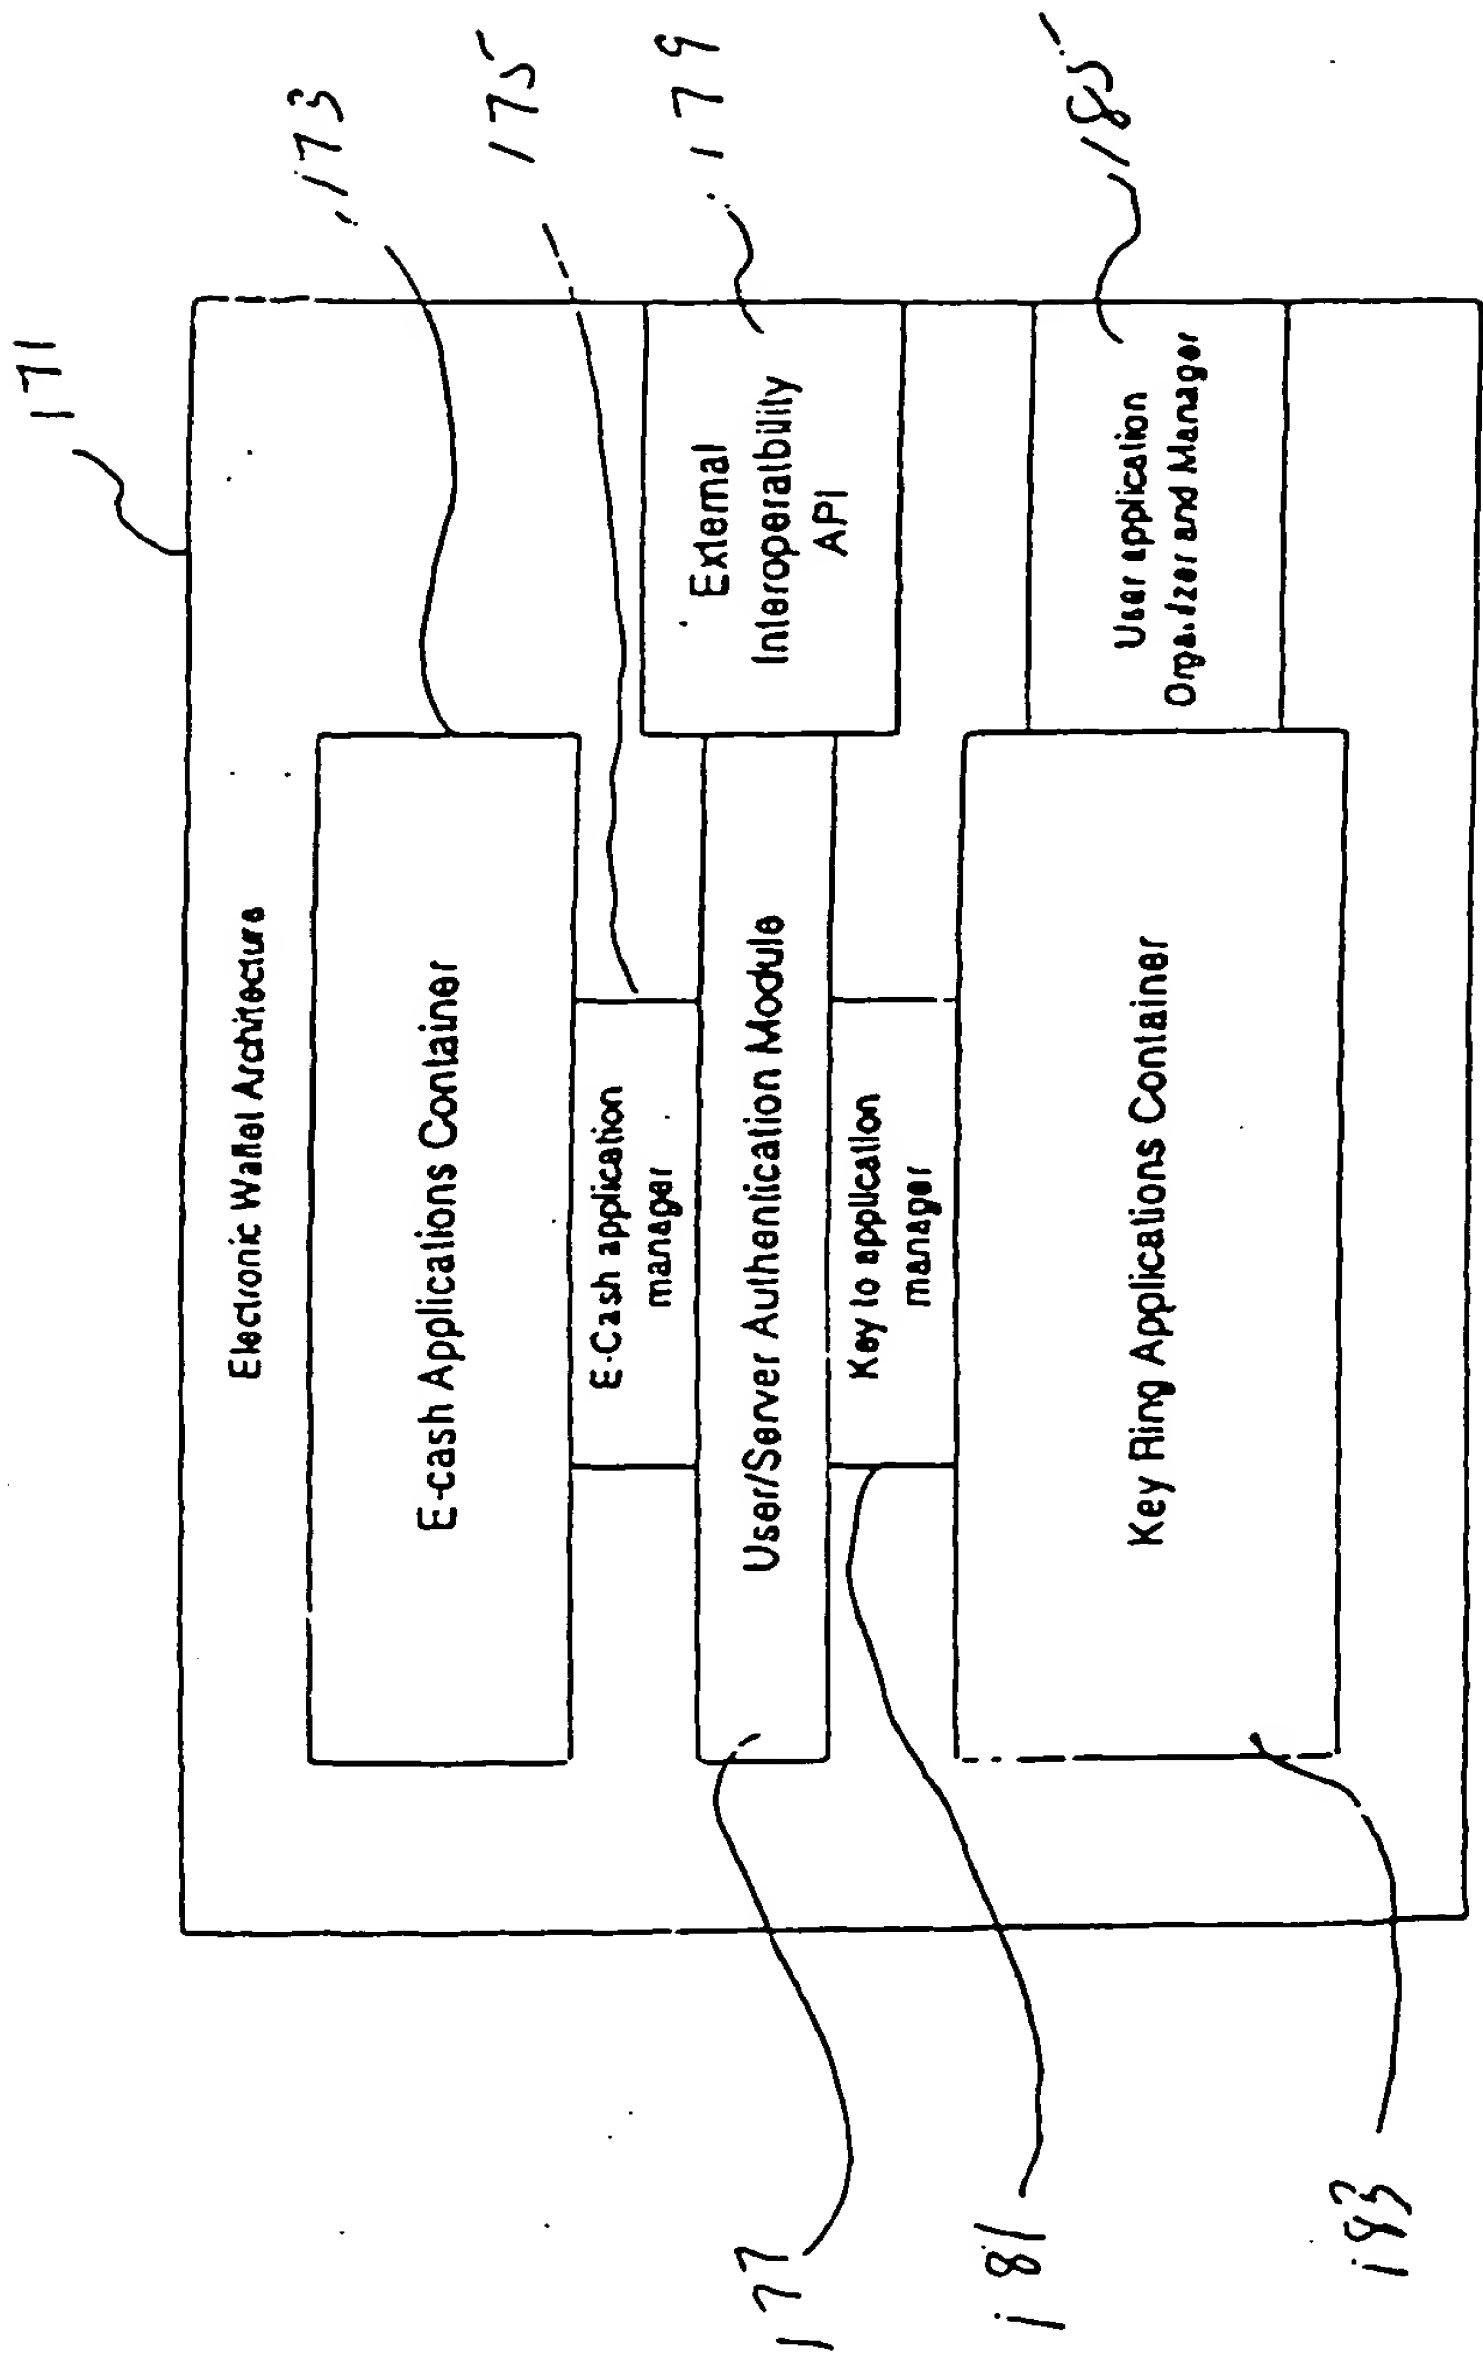 171
173
175
179
185
Electronic Wallet Architecture
E-cash Applications Container
E-Cash application
manager
External
Interoperatbility
API
User/Server Authentication Module
Key to application
manager
User application
Organizer and Manager
Key Ring Applications Container
177
181
183